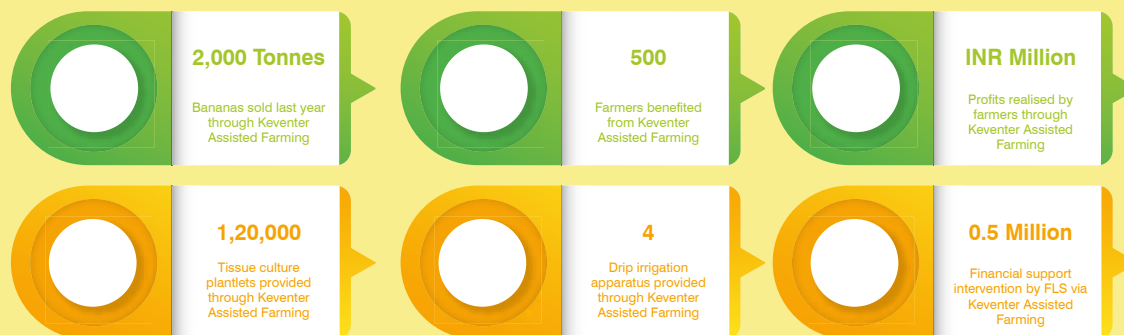 2,000 Tonnes
Bananas sold last year
through Keventer
Assisted Farming
500
Farmers benefited
from Keventer
Assisted Farming
INR Million
Profits realised by
farmers through
Keventer Assisted
Farming
1,20,000
Tissue culture
plantlets provided
through Keventer
Assisted Farming
4
Drip irrigation
apparatus provided
through Keventer
Assisted Farming
0.5 Million
Financial support
intervention by FLS via
Keventer Assisted
Farming